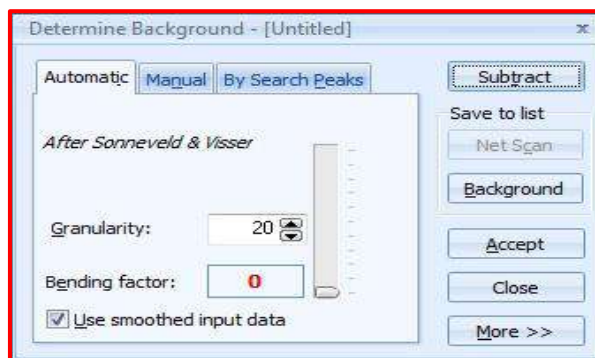 Determine Background - [Untitled]
Automatic Manual By Search Peaks
Subtract
Save to list
After Sonneveld & Visser
Net Scan
Background
Granularity: 20
Accept
Bending factor: 0
Close
Use smoothed input data
More >>